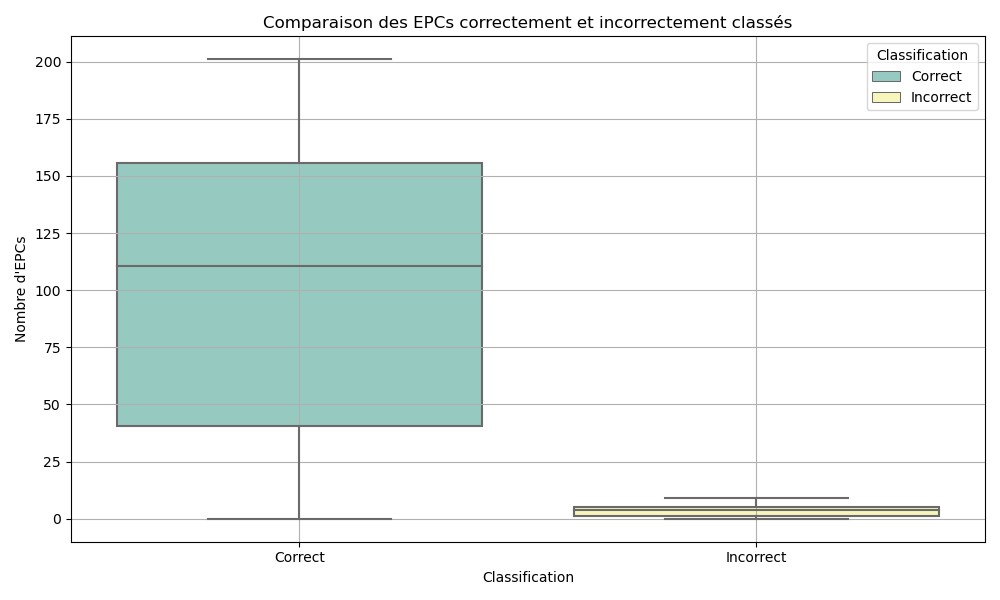 Comparaison des EPCs correctement et incorrectement classés
Classification
Correct
Incorrect
200
175
150
125
100
75
50
25
0
Nombre d'EPCs
Correct
Incorrect
Classification